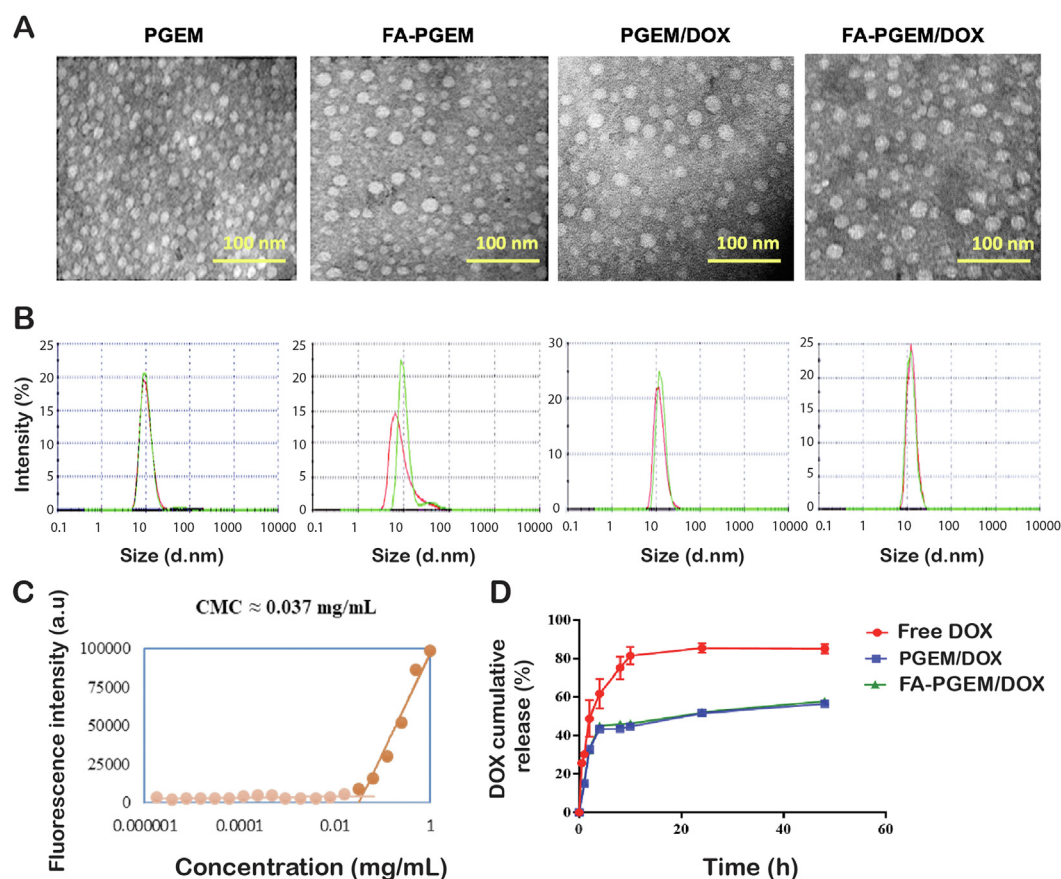 A
PGEM FA-PGEM PGEM/DOX FA-PGEM/DOX
100 nm 100 nm 100 nm 100 nm
B
Intensity (%)
25 20 15 10 5 0
0.1 1 10 100 1000 10000
Size (d.nm)
25 20 15 10 5 0
0.1 1 10 100 1000 10000
Size (d.nm)
30 20 10 0
0.1 1 10 100 1000 10000
Size (d.nm)
25 20 15 10 5 0
0.1 1 10 100 1000 10000
Size (d.nm)
C
CMC ≈ 0.037 mg/mL
Fluorescence intensity (a.u)
100000
75000
50000
25000
0
0.000001 0.0001 0.01 1
Concentration (mg/mL)
D
DOX cumulative
release (%)
100
80
60
40
20
0
0 20 40 60
Time (h)
Free DOX
PGEM/DOX
FA-PGEM/DOX